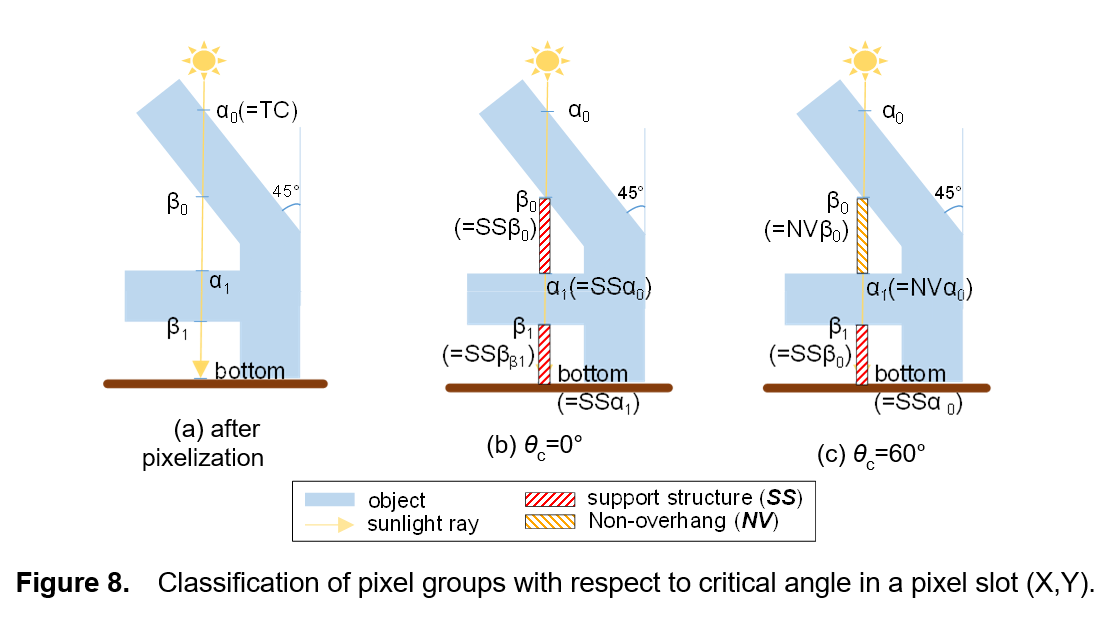 α0(=TC)
β0
45°
α1
β1
bottom
(a) after
pixelization
α0
β0
(=SSβ0)
45°
α1(=SSα0)
β1
(=SSββ1)
bottom
(=SSα1)
(b) θc=0°
α0
β0
(=NVβ0)
45°
α1(=NVα0)
β1
(=SSβ0)
bottom
(=SSα 0)
(c) θc=60°
object
sunlight ray
support structure (SS)
Non-overhang (NV)
Figure 8. Classification of pixel groups with respect to critical angle in a pixel slot (X,Y).